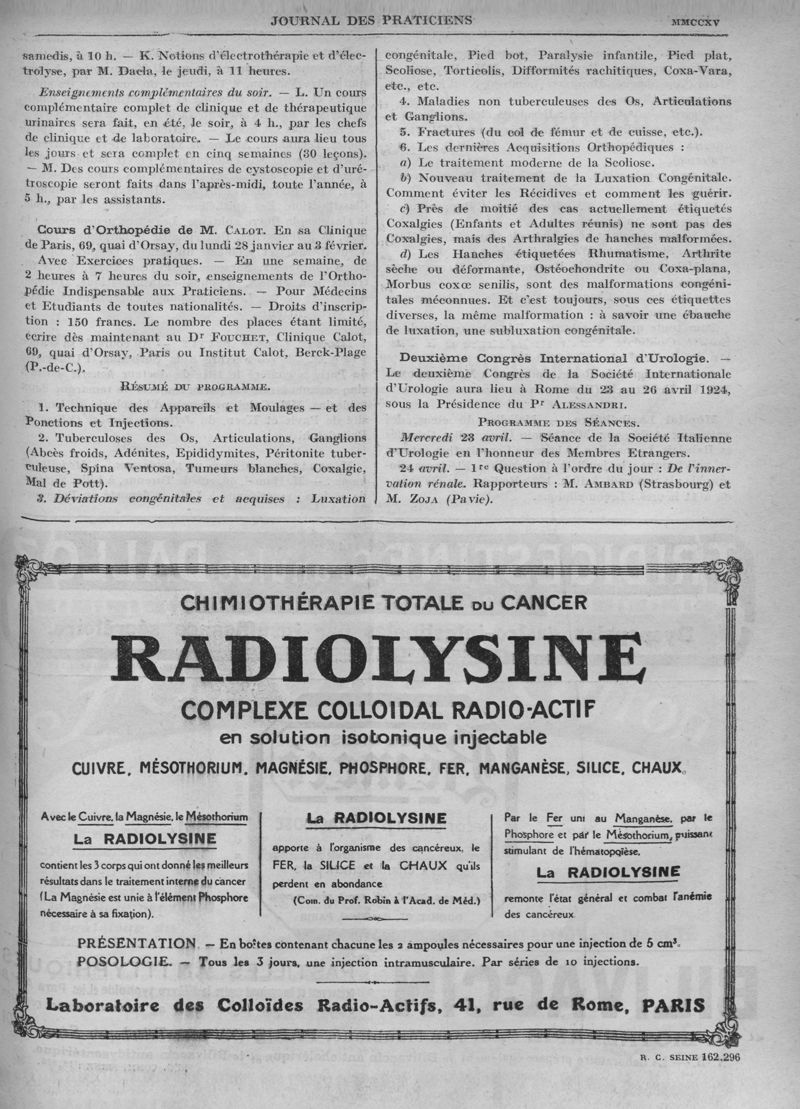 JOURNAL DES PRATICIENS
MMCCXV
samedis, à 10 h. — K. Notions d'électrothérapie et d'élec-
trolyse, par M. Daela, le jeudi, à 11 heures.
Enseignements complémentaires du soir. — L. Un cours
complémentaire complet de clinique et de thérapeutique
urinaires sera fait, en été, le soir, à 4 h., par les chefs
de clinique et de laboratoire. — Le cours aura lieu tous
les jours et sera complet en cinq semaines (30 leçons).
— M. Des cours complémentaires de cystoscopie et d'uré-
troscopie seront faits dans l'après-midi, toute l'année, à
5 h., par les assistants.
Cours d'Orthopédie de M. CALOT. En sa Clinique
de Paris, 69, quai d'Orsay, du lundi 28 janvier au 3 février.
Avec Exercices pratiques. — En une semaine, de
2 heures à 7 heures du soir, enseignements de l'Ortho-
pédie Indispensable aux Praticiens. — Pour Médecins
et Etudiants de toutes nationalités. — Droits d'inscrip-
tion : 150 francs. Le nombre des places étant limité,
écrire dès maintenant au Dr FOUCHET, Clinique Calot,
69, quai d'Orsay, Paris ou Institut Calot, Berck-Plage
(P.-de-C.).
RÉSUMÉ DU PROGRAMME.
1. Technique des Appareils et Moulages — et des
Ponctions et Injections.
2. Tuberculoses des Os, Articulations, Ganglions
(Abcès froids, Adénites, Epididymites, Péritonite tuber-
culeuse, Spina Ventosa, Tumeurs blanches, Coxalgie,
Mal de Pott).
3. Déviations congénitales et acquises : Luxation
congénitale, Pied bot, Paralysie infantile, Pied plat,
Scoliose, Torticolis, Difformités rachitiques, Coxa-Vara,
etc., etc.
4. Maladies non tuberculeuses des Os, Articulations
et Ganglions.
5. Fractures (du col de fémur et de cuisse, etc.).
6. Les dernières Acquisitions Orthopédiques :
a) Le traitement moderne de la Scoliose.
b) Nouveau traitement de la Luxation Congénitale.
Comment éviter les Récidives et comment les guérir.
c) Près de moitié des cas actuellement étiquetés
Coxalgies (Enfants et Adultes réunis) ne sont pas des
Coxalgies, mais des Arthralgies de hanches malformées.
d) Les Hanches étiquetées Rhumatisme, Arthrite
sèche ou déformante, Ostéochondrite ou Coxa-plana,
Morbus coxœ senilis, sont des malformations congéni-
tales méconnues. Et c'est toujours, sous ces étiquettes
diverses, la même malformation : à savoir une ébauche
de luxation, une subluxation congénitale.
Deuxième Congrès International d'Urologie. —
Le deuxième Congrès de la Société Internationale
d'Urologie aura lieu à Rome du 23 au 26 avril 1924,
sous la Présidence du Pr ALESSANDRI.
PROGRAMME DES SÉANCES.
Mercredi 23 avril. — Séance de la Société Italienne
d'Urologie en l'honneur des Membres Etrangers.
24 avril. — 1re Question à l'ordre du jour : De l'inner-
vation rénale. Rapporteurs : M. AMBARD (Strasbourg) et
M. ZOJA (Pavie).
CHIMIOTHÉRAPIE TOTALE DU CANCER
RADIOLYSINE
COMPLEXE COLLOIDAL RADIO-ACTIF
en solution isotonique injectable
CUIVRE, MÉSOTHORIUM, MAGNÉSIE, PHOSPHORE, FER, MANGANÈSE, SILICE, CHAUX.
Avec le Cuivre, la Magnésie, le Mésothorium
La RADIOLYSINE
contient les 3 corps qui ont donné les meilleurs
résultats dans le traitement interne du cancer
(La Magnésie est unie à l'élément Phosphore
nécessaire à sa fixation).
La RADIOLYSINE
apporte à l'organisme des cancéreux, le
FER, la SILICE et la CHAUX qu'ils
perdent en abondance
(Com. du Prof. Robin à l'Acad. de Méd.)
Par le Fer uni au Manganèse, par le
Phosphore et par le Mésothorium, puissant
stimulant de l'hématopoïèse,
La RADIOLYSINE
remonte l'état général et combat l'anémie
des cancéreux
PRÉSENTATION. — En boîtes contenant chacune les 2 ampoules nécessaires pour une injection de 5 cm³.
POSOLOGIE. — Tous les 3 jours, une injection intramusculaire. Par séries de 10 injections.
Laboratoire des Colloïdes Radio-Actifs, 41, rue de Rome, PARIS
R. C. SEINE 162.296